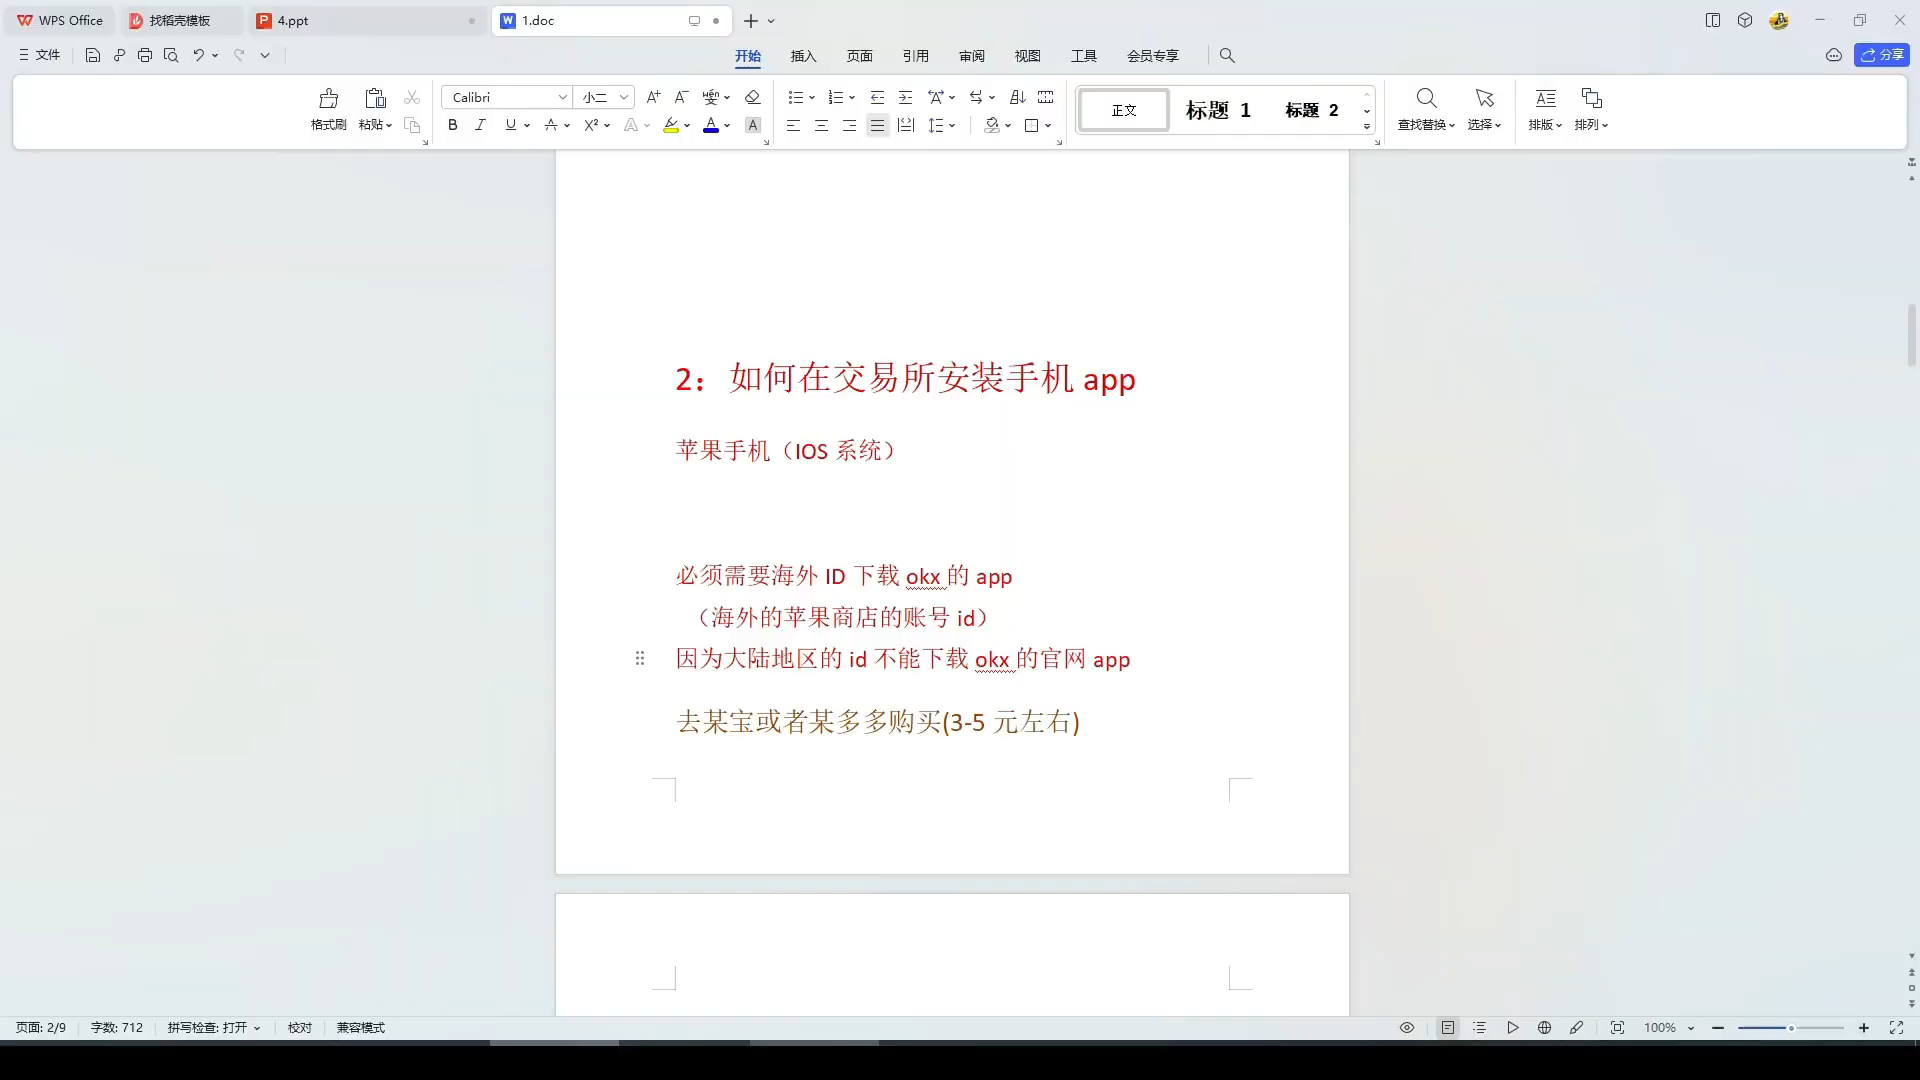 WPS Office
找稻壳模板
4.ppt
1.doc
文件
开始
插入
页面
引用
审阅
视图
工具
会员专享
分享
格式刷
粘贴
Calibri
小二
正文
标题 1
标题 2
查找替换
选择
排版
排列
2：如何在交易所安装手机 app
苹果手机（IOS 系统）
必须需要海外 ID 下载 okx 的 app
（海外的苹果商店的账号 id）
因为大陆地区的 id 不能下载 okx 的官网 app
去某宝或者某多多购买(3-5 元左右)
页面: 2/9
字数: 712
拼写检查: 打开
校对
兼容模式
100%